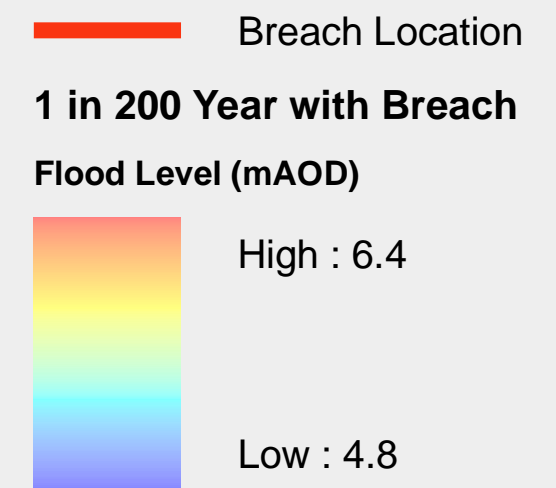 Breach Location
1 in 200 Year with Breach
Flood Level (mAOD)
High : 6.4
Low : 4.8